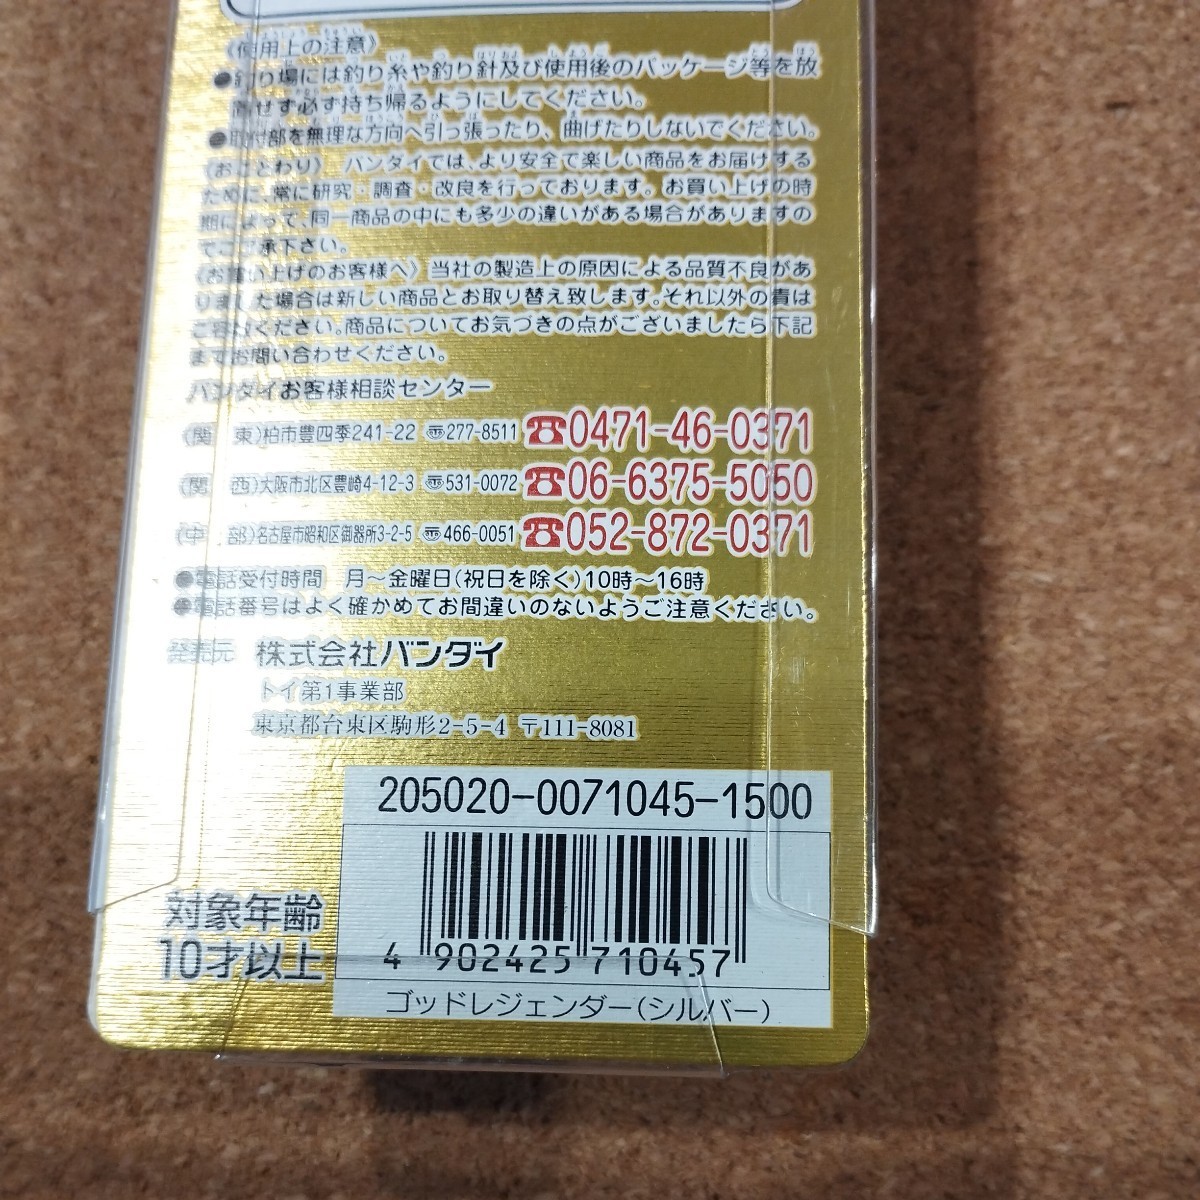 〈使用上の注意〉
●釣り場には釣り糸や釣り針及び使用後のパッケージ等を放
置せず必ず持ち帰るようにしてください。
●取付部を無理な方向へ引っ張ったり、曲げたりしないでください。
〈おことわり〉 バンダイでは、より安全で楽しい商品をお届けする
ために、常に研究・調査・改良を行っております。お買い上げの時
期によって、同一商品の中にも多少の違いがある場合がありますの
でご了承下さい。
〈お買い上げのお客様へ〉当社の製造上の原因による品質不良があ
りました場合は新しい商品とお取り替え致します。それ以外の責は
ご容赦ください。商品についてお気づきの点がございましたら下記
までお問い合わせください。
バンダイお客様相談センター
(関 東)柏市豊四季241-22 〒277-8511 ☎0471-46-0371
(関 西)大阪市北区豊崎4-12-3 〒531-0072 ☎06-6375-5050
(中 部)名古屋市昭和区御器所3-2-5 〒466-0051 ☎052-872-0371
●電話受付時間 月〜金曜日(祝日を除く)10時〜16時
●電話番号はよく確かめてお間違いのないようご注意ください。
発売元 株式会社バンダイ
トイ第1事業部
東京都台東区駒形2-5-4 〒111-8081
205020-0071045-1500
対象年齢
10才以上
4 902425 710457
ゴッドレジェンダー(シルバー)